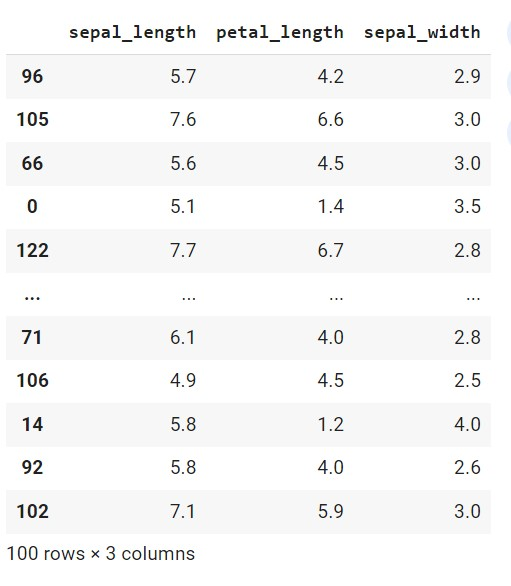 sepal_length petal_length sepal_width
96 5.7 4.2 2.9
105 7.6 6.6 3.0
66 5.6 4.5 3.0
0 5.1 1.4 3.5
122 7.7 6.7 2.8
... ... ... ...
71 6.1 4.0 2.8
106 4.9 4.5 2.5
14 5.8 1.2 4.0
92 5.8 4.0 2.6
102 7.1 5.9 3.0
100 rows × 3 columns